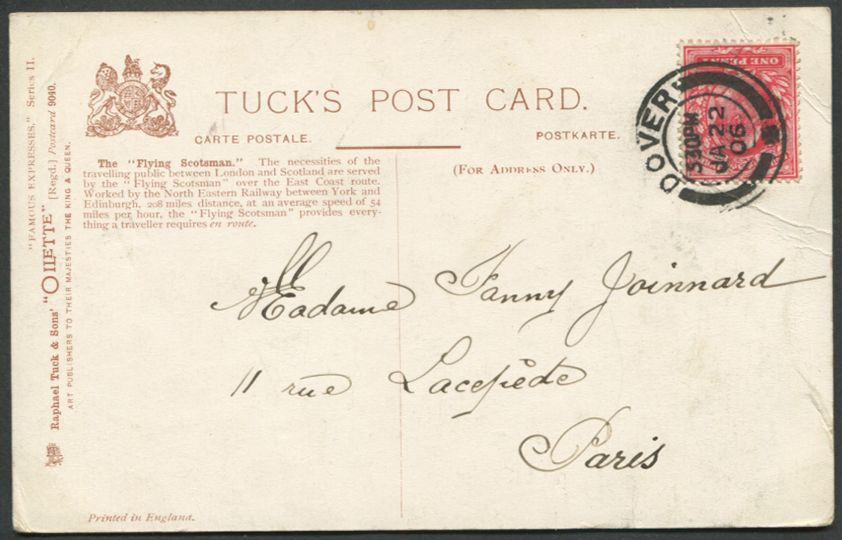 TUCK'S POST CARD.
CARTE POSTALE.
POSTKARTE.
The "Flying Scotsman." The necessities of the
travelling public between London and Scotland are served
by the "Flying Scotsman" over the East Coast route.
Worked by the North Eastern Railway between York and
Edinburgh, 208 miles distance, at an average speed of 54
miles per hour, the "Flying Scotsman" provides every-
thing a traveller requires en route.
(FOR ADDRESS ONLY.)
ONE PENNY
DOVER
530PM
JA 22
06
Madame Fanny Joinnard
11 rue Lacepède
Paris
"FAMOUS EXPRESSES," Series II.
Raphael Tuck & Sons' "OILETTE" [Regd.] Postcard 9040.
ART PUBLISHERS TO THEIR MAJESTIES THE KING & QUEEN.
Printed in England.